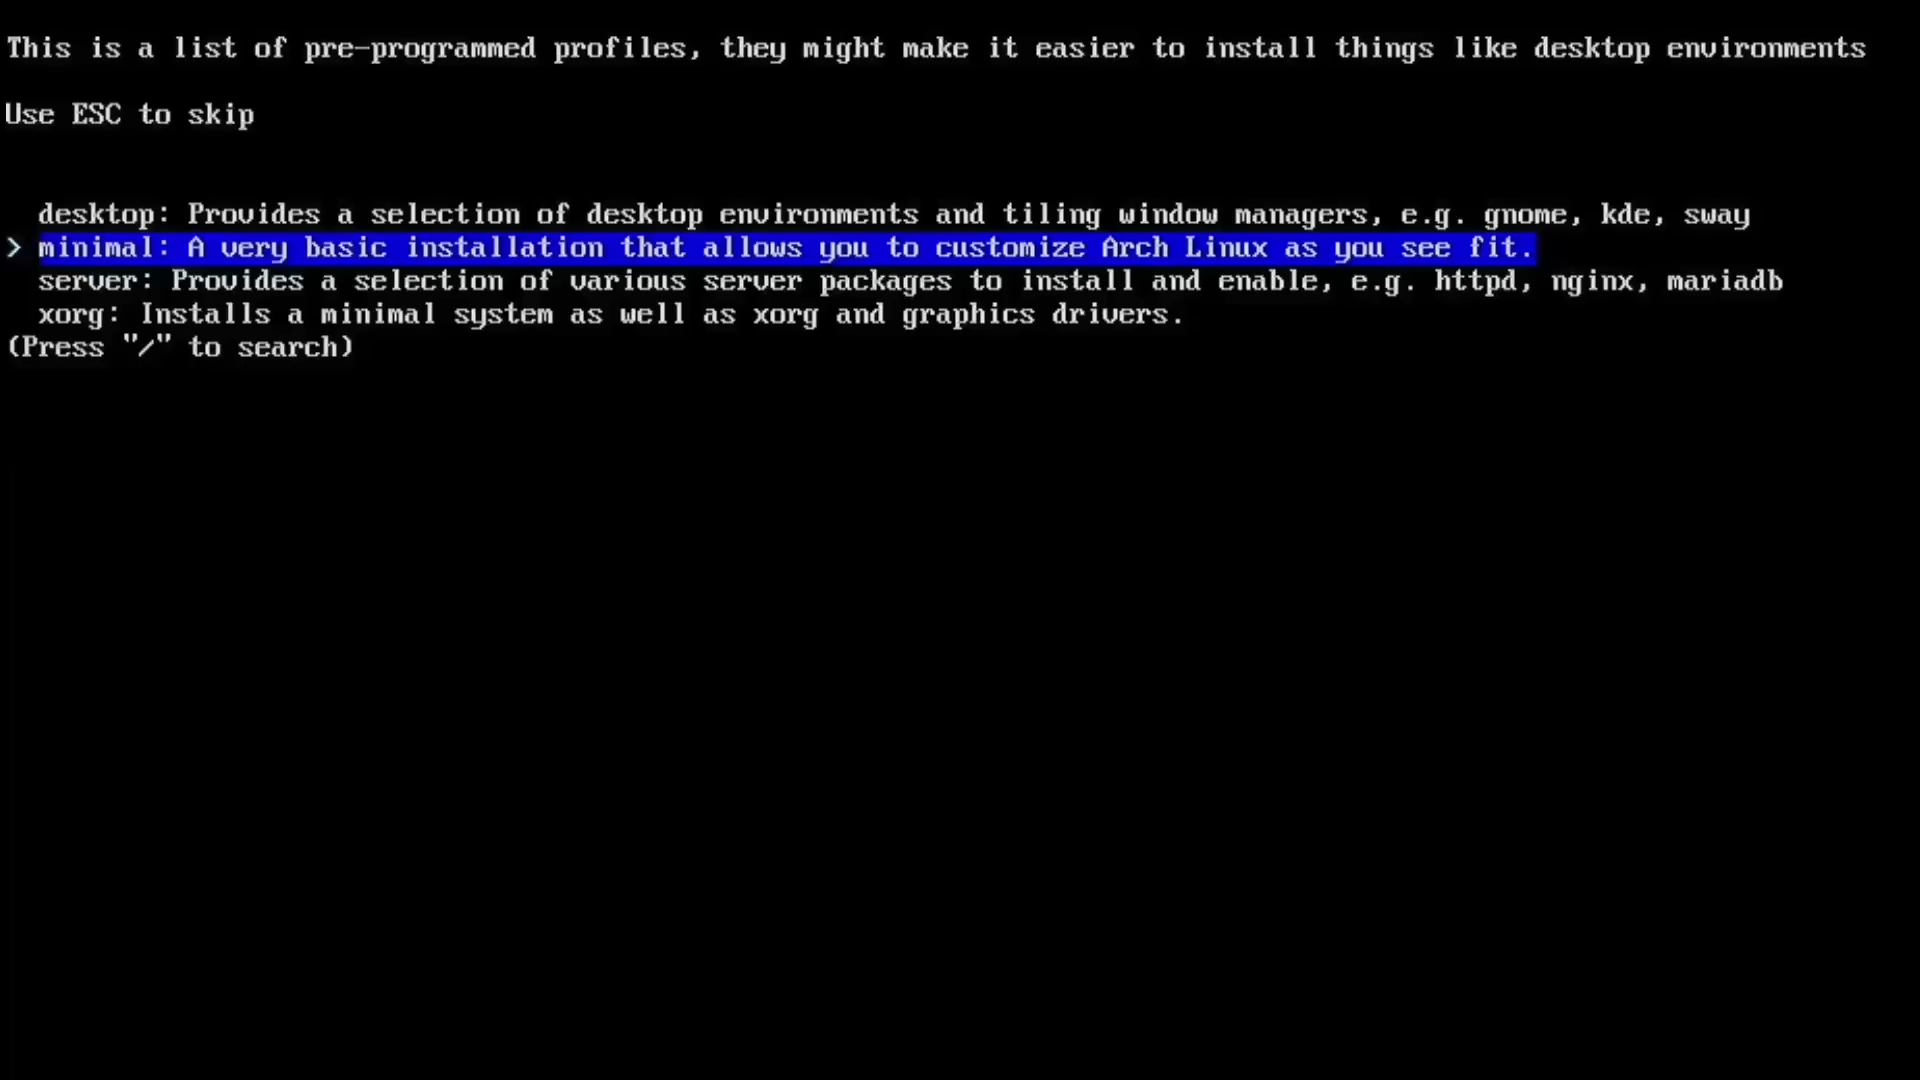 This is a list of pre-programmed profiles, they might make it easier to install things like desktop environments
Use ESC to skip
desktop: Provides a selection of desktop environments and tiling window managers, e.g. gnome, kde, sway
> minimal: A very basic installation that allows you to customize Arch Linux as you see fit.
server: Provides a selection of various server packages to install and enable, e.g. httpd, nginx, mariadb
xorg: Installs a minimal system as well as xorg and graphics drivers.
(Press "/" to search)